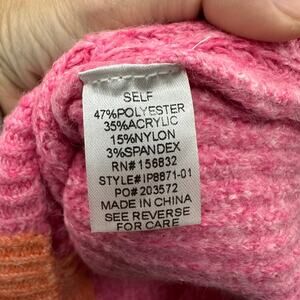 SELF
47%POLYESTER
35%ACRYLIC
15%NYLON
3%SPANDEX
RN#156832
STYLE#IP8871-01
PO#203572
MADE IN CHINA
SEE REVERSE
FOR CARE